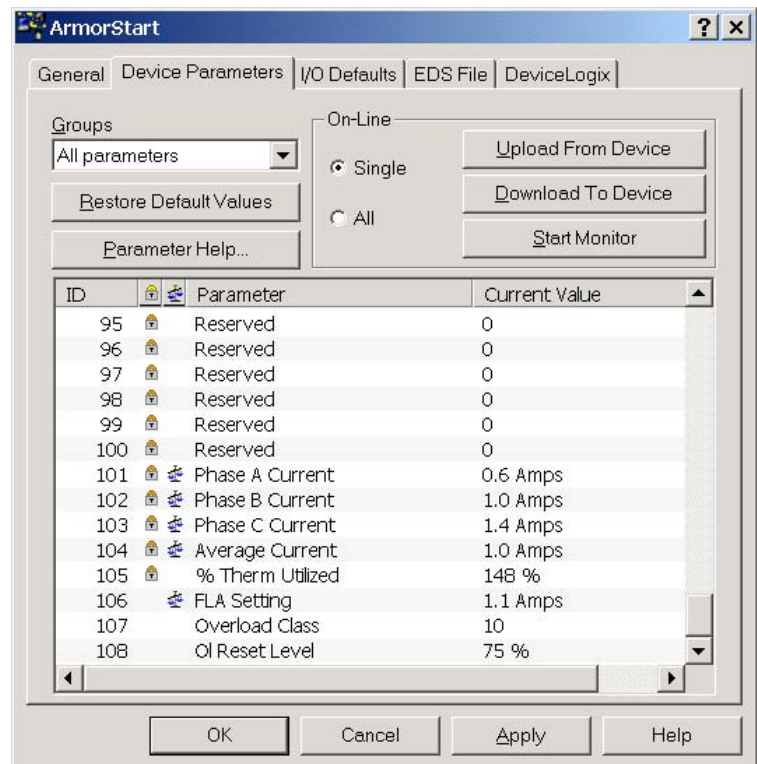 ArmorStart
General Device Parameters I/O Defaults EDS File DeviceLogix
Groups
All parameters
Restore Default Values
Parameter Help...
On-Line
Single
All
Upload From Device
Download To Device
Start Monitor
ID Parameter Current Value
95 Reserved 0
96 Reserved 0
97 Reserved 0
98 Reserved 0
99 Reserved 0
100 Reserved 0
101 Phase A Current 0.6 Amps
102 Phase B Current 1.0 Amps
103 Phase C Current 1.4 Amps
104 Average Current 1.0 Amps
105 % Therm Utilized 148 %
106 FLA Setting 1.1 Amps
107 Overload Class 10
108 Ol Reset Level 75 %
OK Cancel Apply Help